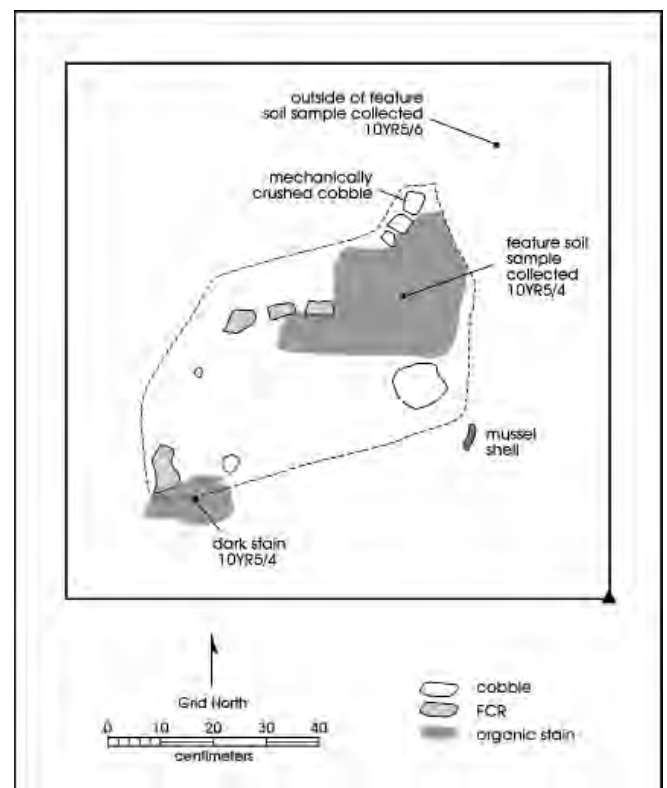 outside of feature
soil sample collected
10YR5/6
mechanically
crushed cobble
feature soil
sample
collected
10YR5/4
mussel
shell
dark stain
10YR5/4
Grid North
0 10 20 30 40
centimeters
cobble
FCR
organic stain